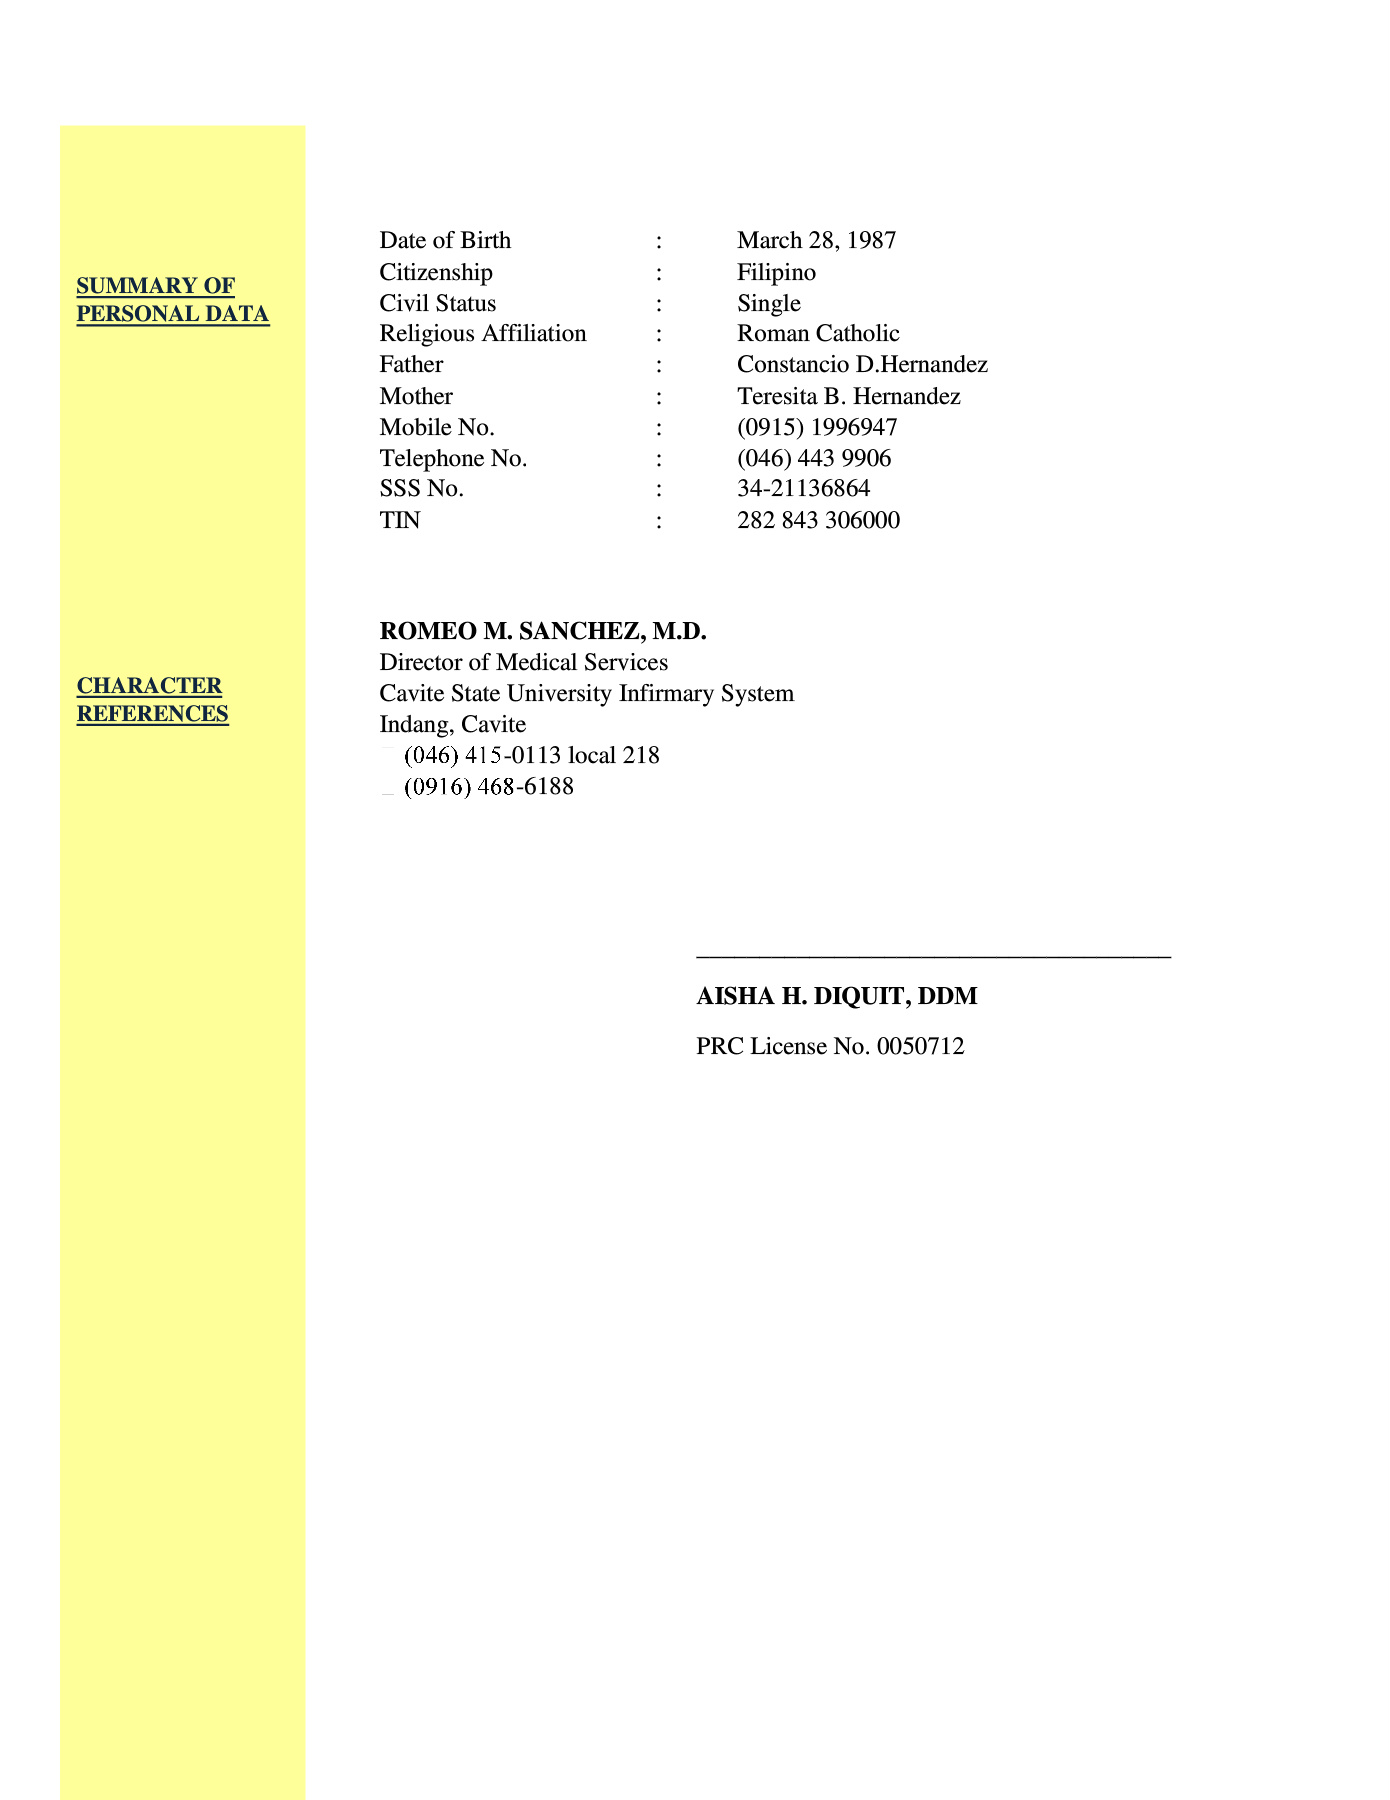 SUMMARY OF
PERSONAL DATA
Date of Birth : March 28, 1987
Citizenship : Filipino
Civil Status : Single
Religious Affiliation : Roman Catholic
Father : Constancio D.Hernandez
Mother : Teresita B. Hernandez
Mobile No. : (0915) 1996947
Telephone No. : (046) 443 9906
SSS No. : 34-21136864
TIN : 282 843 306000
CHARACTER
REFERENCES
ROMEO M. SANCHEZ, M.D.
Director of Medical Services
Cavite State University Infirmary System
Indang, Cavite
(046) 415-0113 local 218
(0916) 468-6188
AISHA H. DIQUIT, DDM
PRC License No. 0050712